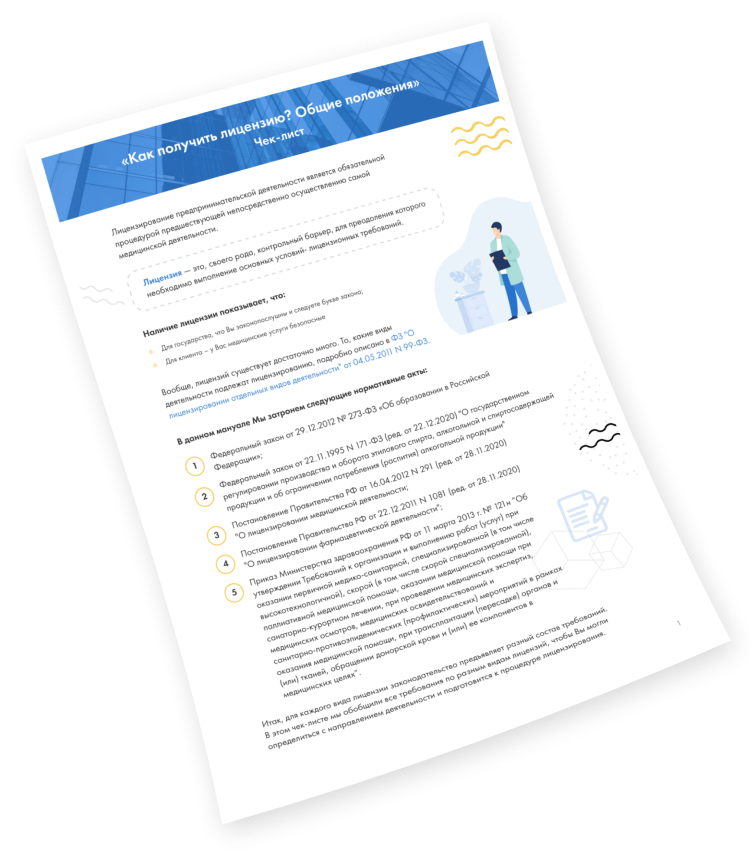 «Как получить лицензию? Общие положения»
Чек-лист
Лицензирование предпринимательской деятельности является обязательной
процедурой предшествующей непосредственно осуществлению самой
медицинской деятельности.
Лицензия — это, своего рода, контрольный барьер, для преодоления которого
необходимо выполнение основных условий- лицензионных требований.
Наличие лицензии показывает, что:
Для государства, что Вы законопослушны и следуете букве закона;
Для клиента – у Вас медицинские услуги безопасные
Вообще, лицензий существует достаточно много. То, какие виды
деятельности подлежат лицензированию, подробно описано в ФЗ "О
лицензировании отдельных видов деятельности" от 04.05.2011 N 99-ФЗ.
В данном мануале Мы затронем следующие нормативные акты:
1 Федеральный закон от 29.12.2012 № 273-ФЗ «Об образовании в Российской
Федерации»;
2 Федеральный закон от 22.11.1995 N 171-ФЗ (ред. от 22.12.2020) "О государственном
регулировании производства и оборота этилового спирта, алкогольной и спиртосодержащей
продукции и об ограничении потребления (распития) алкогольной продукции"
3 Постановление Правительства РФ от 16.04.2012 N 291 (ред. от 28.11.2020)
"О лицензировании медицинской деятельности;
4 Постановление Правительства РФ от 22.12.2011 N 1081 (ред. от 28.11.2020)
"О лицензировании фармацевтической деятельности";
5 Приказ Министерства здравоохранения РФ от 11 марта 2013 г. № 121н "Об
утверждении Требований к организации и выполнению работ (услуг) при
оказании первичной медико-санитарной, специализированной (в том числе
высокотехнологичной), скорой (в том числе скорой специализированной),
паллиативной медицинской помощи, оказании медицинской помощи при
санаторно-курортном лечении, при проведении медицинских экспертиз,
медицинских осмотров, медицинских освидетельствований и
санитарно-противоэпидемических (профилактических) мероприятий в рамках
оказания медицинской помощи, при трансплантации (пересадке) органов и
(или) тканей, обращении донорской крови и (или) ее компонентов в
медицинских целях".
Итак, для каждого вида лицензии законодательство предъявляет разный состав требований.
В этом чек-листе мы обобщили все требования по разным видам лицензий, чтобы Вы могли
определиться с направлением деятельности и подготовится к процедуре лицензирования.
1